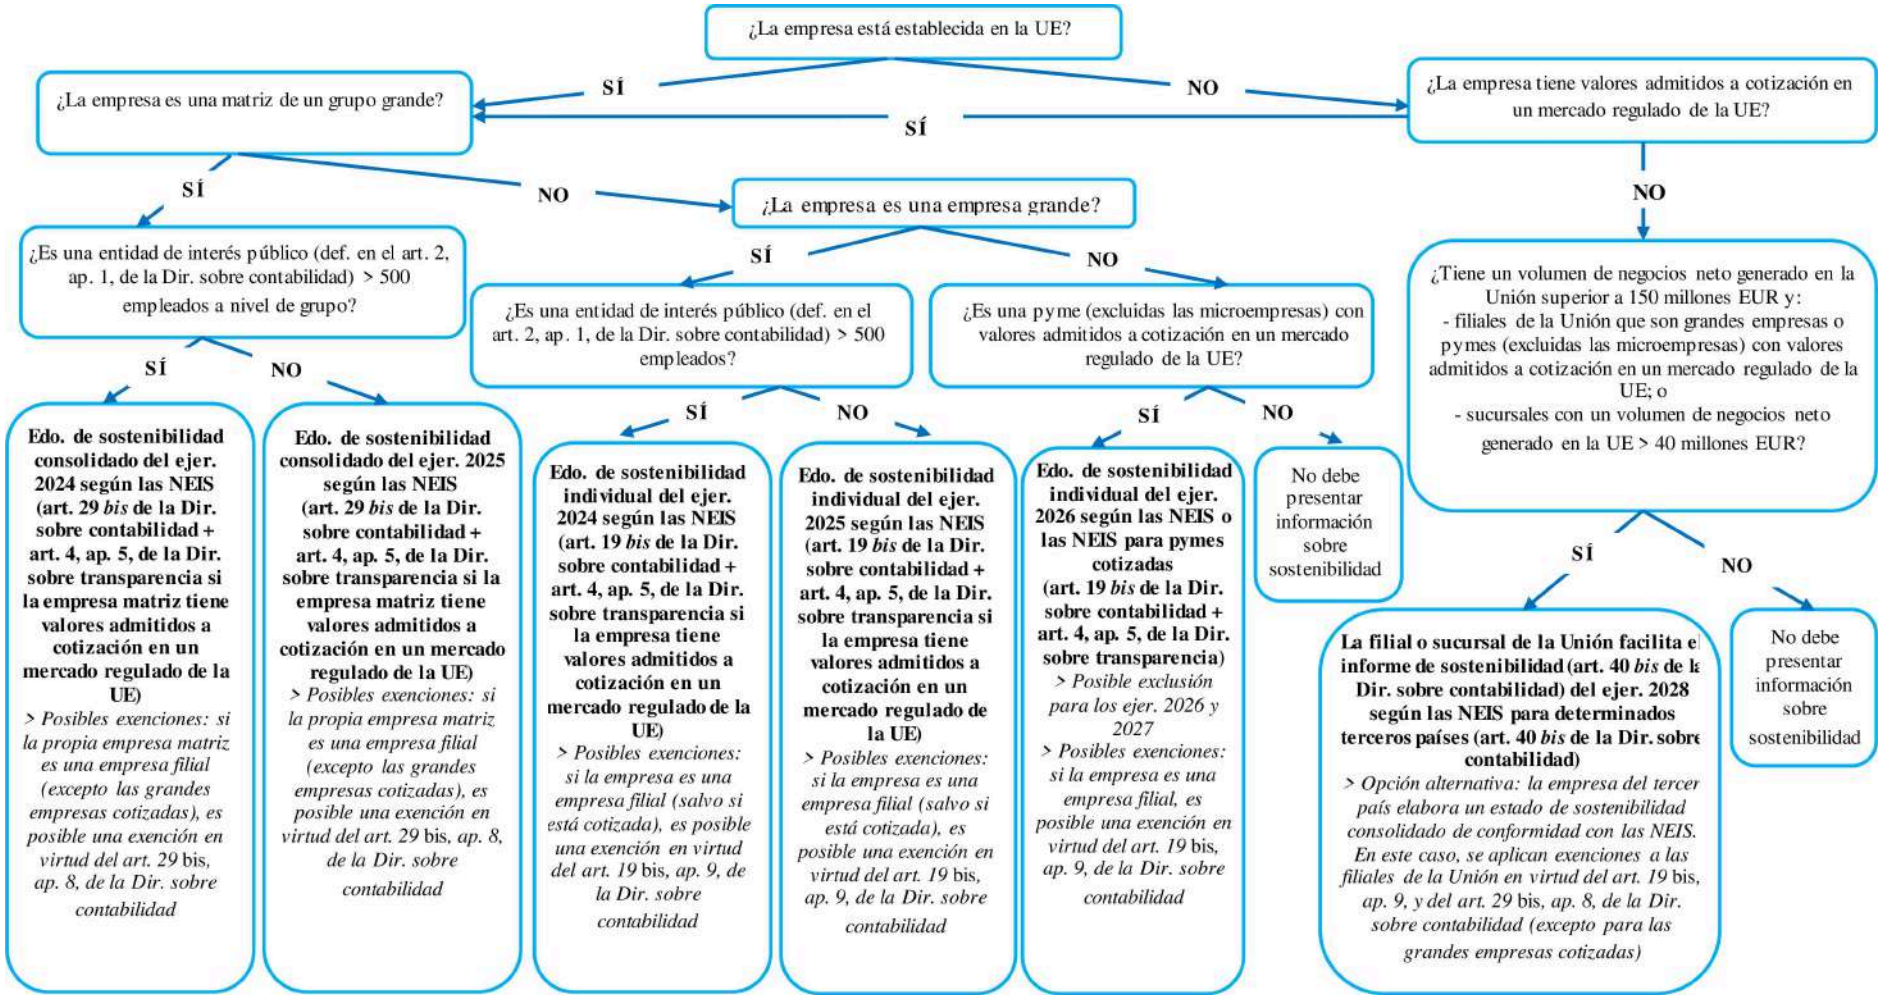 ¿La empresa está establecida en la UE?
SÍ
NO
¿La empresa es una matriz de un grupo grande?
¿La empresa tiene valores admitidos a cotización en
un mercado regulado de la UE?
SÍ
SÍ
NO
NO
¿La empresa es una empresa grande?
¿Es una entidad de interés público (def. en el art. 2,
ap. 1, de la Dir. sobre contabilidad) > 500
empleados a nivel de grupo?
SÍ
NO
¿Es una entidad de interés público (def. en el
art. 2, ap. 1, de la Dir. sobre contabilidad) > 500
empleados?
¿Es una pyme (excluidas las microempresas) con
valores admitidos a cotización en un mercado
regulado de la UE?
¿Tiene un volumen de negocios neto generado en la
Unión superior a 150 millones EUR y:
- filiales de la Unión que son grandes empresas o
pymes (excluidas las microempresas) con valores
admitidos a cotización en un mercado regulado de la
UE; o
- sucursales con un volumen de negocios neto
generado en la UE > 40 millones EUR?
SÍ
NO
SÍ
NO
SÍ
NO
Edo. de sostenibilidad
consolidado del ejer.
2024 según las NEIS
(art. 29 bis de la Dir.
sobre contabilidad +
art. 4, ap. 5, de la Dir.
sobre transparencia si
la empresa matriz tiene
valores admitidos a
cotización en un
mercado regulado de la
UE)
> Posibles exenciones: si
la propia empresa matriz
es una empresa filial
(excepto las grandes
empresas cotizadas), es
posible una exención en
virtud del art. 29 bis,
ap. 8, de la Dir. sobre
contabilidad
Edo. de sostenibilidad
consolidado del ejer. 2025
según las NEIS
(art. 29 bis de la Dir.
sobre contabilidad +
art. 4, ap. 5, de la Dir.
sobre transparencia si la
empresa matriz tiene
valores admitidos a
cotización en un mercado
regulado de la UE)
> Posibles exenciones: si
la propia empresa matriz
es una empresa filial
(excepto las grandes
empresas cotizadas), es
posible una exención en
virtud del art. 29 bis, ap. 8,
de la Dir. sobre
contabilidad
Edo. de sostenibilidad
individual del ejer.
2024 según las NEIS
(art. 19 bis de la Dir.
sobre contabilidad +
art. 4, ap. 5, de la Dir.
sobre transparencia si
la empresa tiene
valores admitidos a
cotización en un
mercado regulado de la
UE)
> Posibles exenciones:
si la empresa es una
empresa filial (salvo si
está cotizada), es posible
una exención en virtud
del art. 19 bis, ap. 9, de
la Dir. sobre
contabilidad
Edo. de sostenibilidad
individual del ejer.
2025 según las NEIS
(art. 19 bis de la Dir.
sobre contabilidad +
art. 4, ap. 5, de la Dir.
sobre transparencia si
la empresa tiene
valores admitidos a
cotización en un
mercado regulado de
la UE)
> Posibles exenciones:
si la empresa es una
empresa filial (salvo si
está cotizada), es
posible una exención en
virtud del art. 19 bis,
ap. 9, de la Dir. sobre
contabilidad
Edo. de sostenibilidad
individual del ejer.
2026 según las NEIS o
las NEIS para pymes
cotizadas
(art. 19 bis de la Dir.
sobre contabilidad +
art. 4, ap. 5, de la Dir.
sobre transparencia)
> Posible exclusión
para los ejer. 2026 y
2027
> Posibles exenciones:
si la empresa es una
empresa filial, es
posible una exención en
virtud del art. 19 bis,
ap. 9, de la Dir. sobre
contabilidad
No debe
presentar
información
sobre
sostenibilidad
SÍ
NO
La filial o sucursal de la Unión facilita el
informe de sostenibilidad (art. 40 bis de la
Dir. sobre contabilidad) del ejer. 2028
según las NEIS para determinados
terceros países (art. 40 bis de la Dir. sobre
contabilidad)
> Opción alternativa: la empresa del tercer
país elabora un estado de sostenibilidad
consolidado de conformidad con las NEIS.
En este caso, se aplican exenciones a las
filiales de la Unión en virtud del art. 19 bis,
ap. 9, y del art. 29 bis, ap. 8, de la Dir.
sobre contabilidad (excepto para las
grandes empresas cotizadas)
No debe
presentar
información
sobre
sostenibilidad